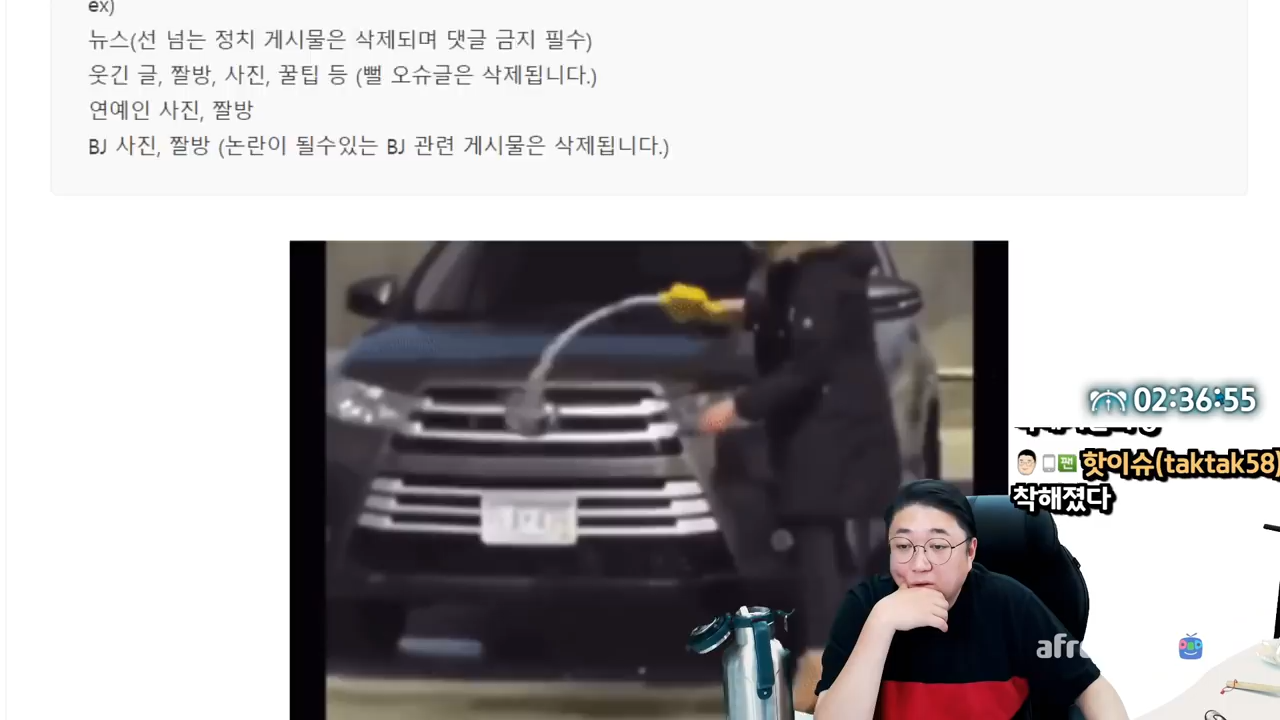 ex)
뉴스(선 넘는 정치 게시물은 삭제되며 댓글 금지 필수)
웃긴 글, 짤방, 사진, 꿀팁 등 (뻘 오슈글은 삭제됩니다.)
연예인 사진, 짤방
BJ 사진, 짤방 (논란이 될수있는 BJ 관련 게시물은 삭제됩니다.)
02:36:55
팬 핫이슈(taktak58)
착해졌다
afre